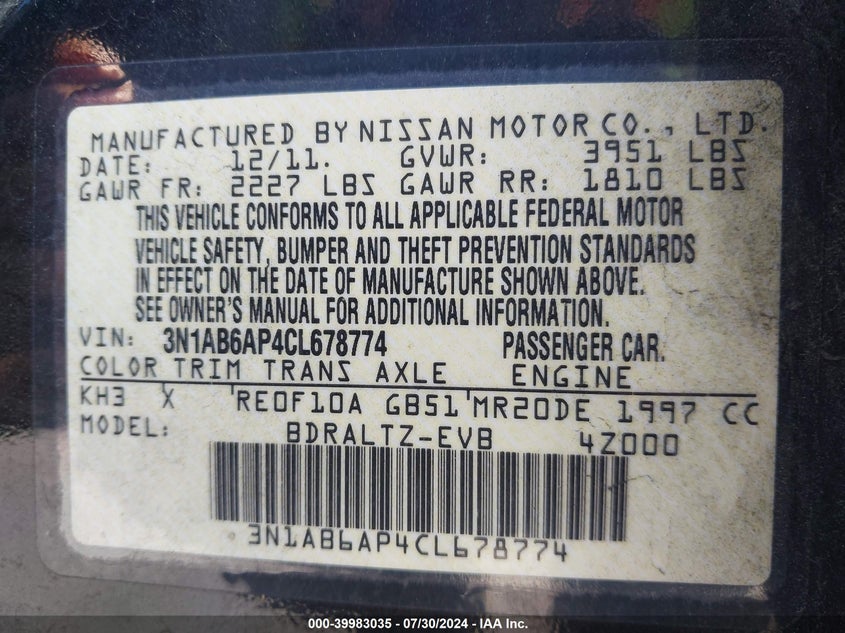 MANUFACTURED BY NISSAN MOTOR CO., LTD.
DATE: 12/11. GVWR: 3951 LBS
GAWR FR: 2227 LBS GAWR RR: 1810 LBS
THIS VEHICLE CONFORMS TO ALL APPLICABLE FEDERAL MOTOR
VEHICLE SAFETY, BUMPER AND THEFT PREVENTION STANDARDS
IN EFFECT ON THE DATE OF MANUFACTURE SHOWN ABOVE.
SEE OWNER'S MANUAL FOR ADDITIONAL INFORMATION.
VIN: 3N1AB6AP4CL678774 PASSENGER CAR.
COLOR TRIM TRANS AXLE ENGINE
KH3 X RE0F10A GB51 MR20DE 1997 CC
MODEL: BDRALTZ-EVB 4Z000
3N1AB6AP4CL678774
000-39983035 - 07/30/2024 - IAA Inc.